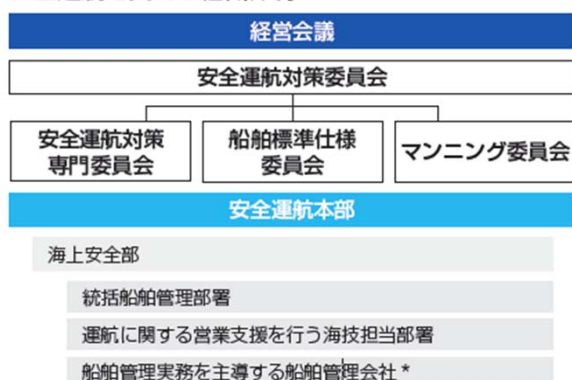 経営会議
安全運航対策委員会
安全運航対策
専門委員会
船舶標準仕様
委員会
マンニング委員会
安全運航本部
海上安全部
統括船舶管理部署
運航に関する営業支援を行う海技担当部署
船舶管理実務を主導する船舶管理会社*